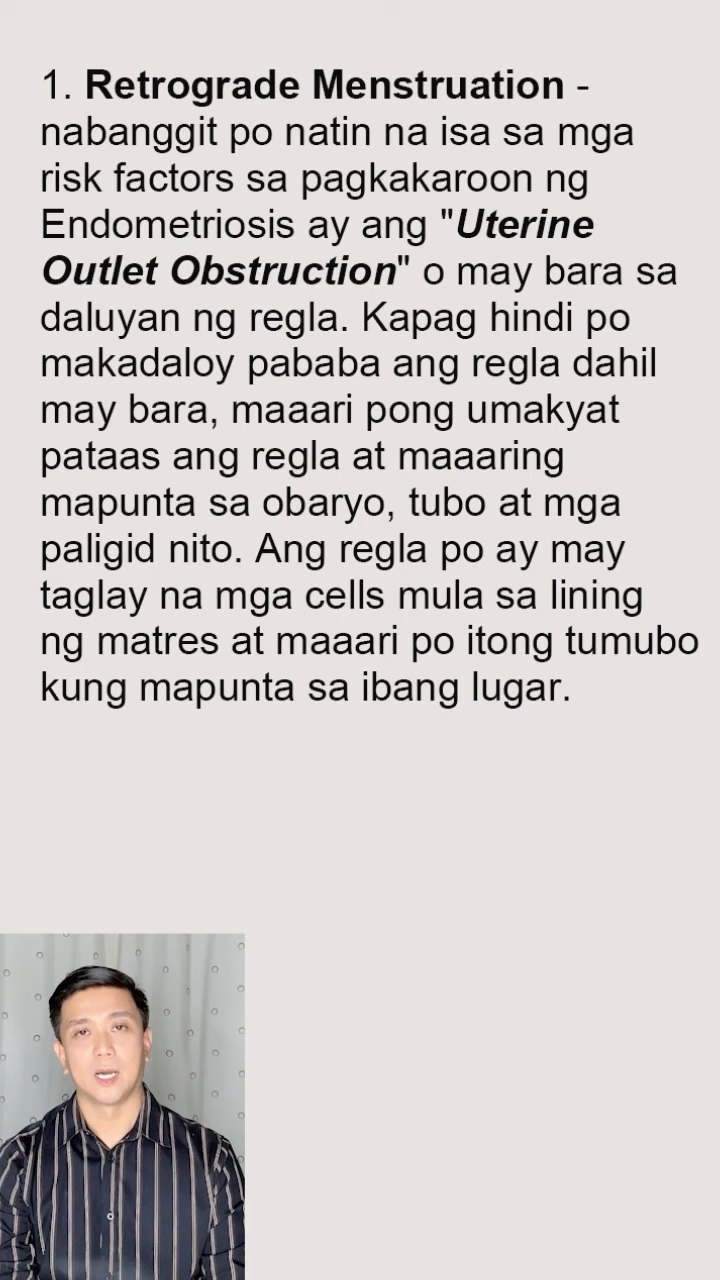 1. Retrograde Menstruation -
nabanggit po natin na isa sa mga
risk factors sa pagkakaroon ng
Endometriosis ay ang "Uterine
Outlet Obstruction" o may bara sa
daluyan ng regla. Kapag hindi po
makadaloy pababa ang regla dahil
may bara, maaari pong umakyat
pataas ang regla at maaaring
mapunta sa obaryo, tubo at mga
paligid nito. Ang regla po ay may
taglay na mga cells mula sa lining
ng matres at maaari po itong tumubo
kung mapunta sa ibang lugar.